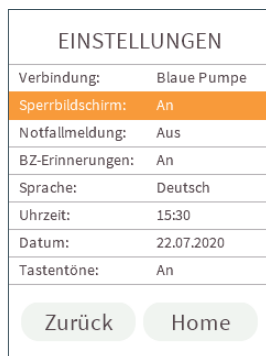 EINSTELLUNGEN
Verbindung: Blaue Pumpe
Sperrbildschirm: An
Notfallmeldung: Aus
BZ-Erinnerungen: An
Sprache: Deutsch
Uhrzeit: 15:30
Datum: 22.07.2020
Tastentöne: An
Zurück Home